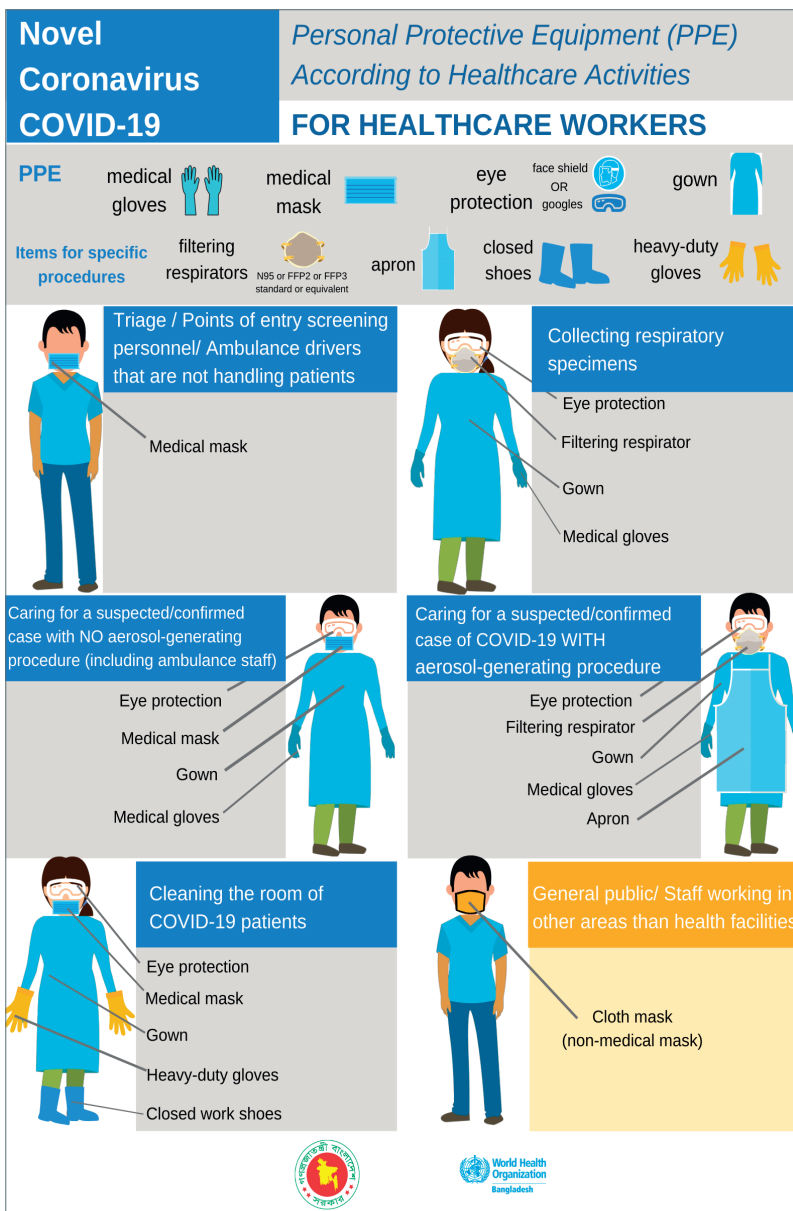 Novel
Coronavirus
COVID-19
Personal Protective Equipment (PPE)
According to Healthcare Activities
FOR HEALTHCARE WORKERS
PPE
medical
gloves
medical
mask
eye
protection
face shield
OR
googles
gown
Items for specific
procedures
filtering
respirators
N95 or FFP2 or FFP3
standard or equivalent
apron
closed
shoes
heavy-duty
gloves
Triage / Points of entry screening
personnel/ Ambulance drivers
that are not handling patients
Medical mask
Collecting respiratory
specimens
Eye protection
Filtering respirator
Gown
Medical gloves
Caring for a suspected/confirmed
case with NO aerosol-generating
procedure (including ambulance staff)
Eye protection
Medical mask
Gown
Medical gloves
Caring for a suspected/confirmed
case of COVID-19 WITH
aerosol-generating procedure
Eye protection
Filtering respirator
Gown
Medical gloves
Apron
Cleaning the room of
COVID-19 patients
Eye protection
Medical mask
Gown
Heavy-duty gloves
Closed work shoes
General public/ Staff working in
other areas than health facilities
Cloth mask
(non-medical mask)
গণপ্রজাতন্ত্রী বাংলাদেশ
সরকার
World Health
Organization
Bangladesh